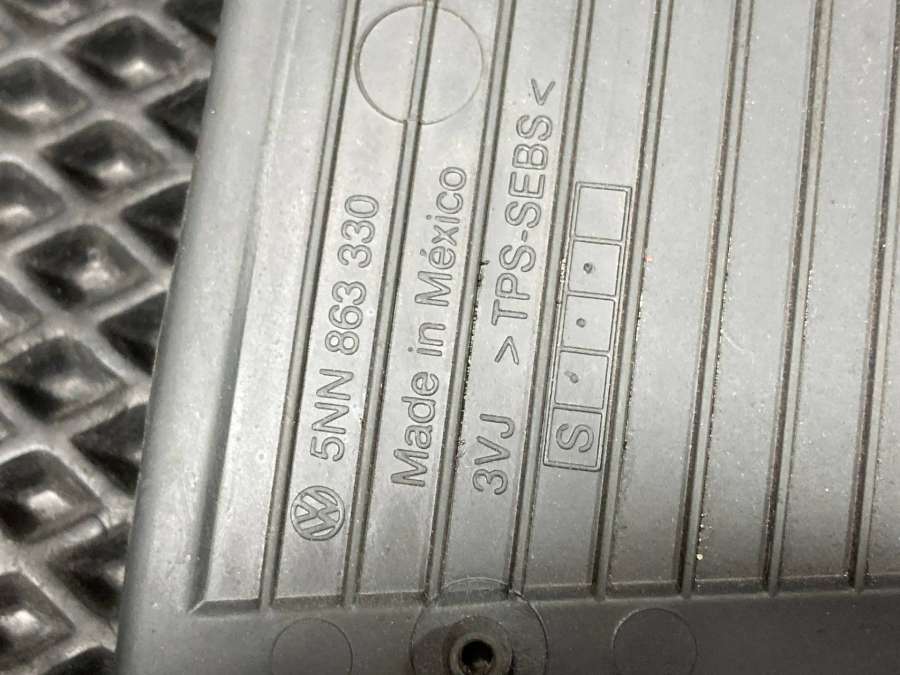 5NN 863 330
Made in México
3VJ >TPS-SEBS<
S